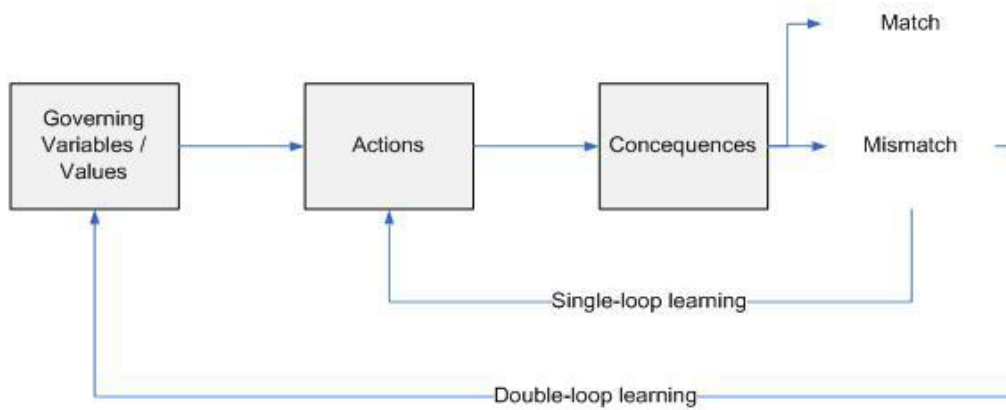 Match
Governing
Variables /
Values
Actions
Concequences
Mismatch
Single-loop learning
Double-loop learning